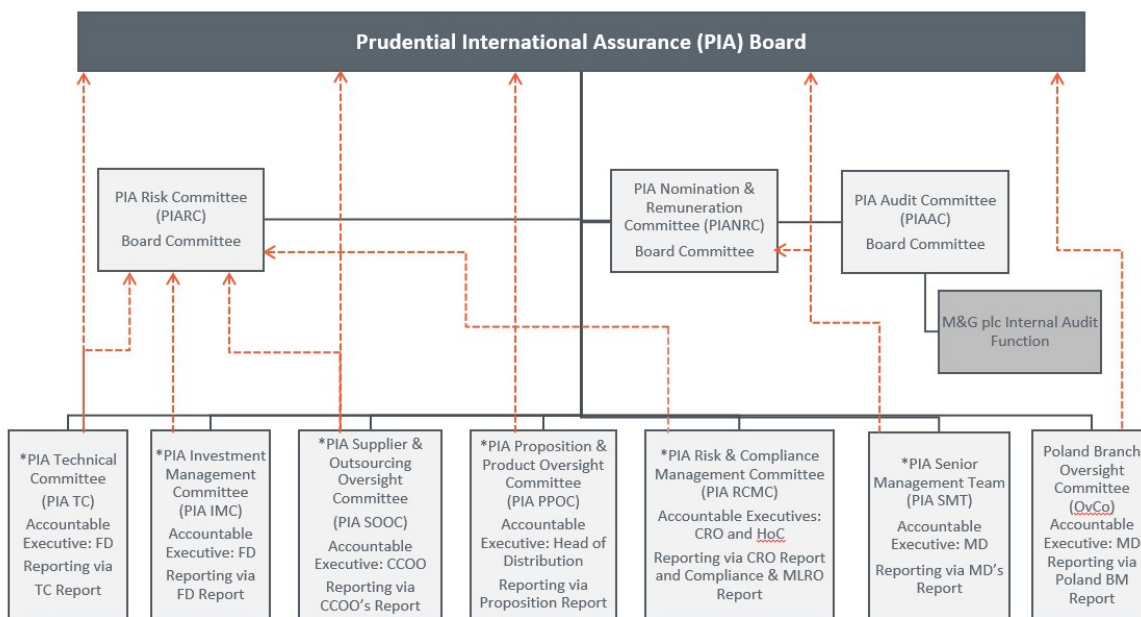 Prudential International Assurance (PIA) Board
PIA Risk Committee
(PIARC)
Board Committee
PIA Nomination &
Remuneration
Committee (PIANRC)
Board Committee
PIA Audit Committee
(PIAAC)
Board Committee
M&G plc Internal Audit
Function
*PIA Technical
Committee
(PIA TC)
Accountable
Executive: FD
Reporting via
TC Report
*PIA Investment
Management
Committee
(PIA IMC)
Accountable
Executive: FD
Reporting via
FD Report
*PIA Supplier &
Outsourcing
Oversight
Committee
(PIA SOOC)
Accountable
Executive: CCOO
Reporting via
CCOO's Report
*PIA Proposition &
Product Oversight
Committee
(PIA PPOC)
Accountable
Executive: Head of
Distribution
Reporting via
Proposition Report
*PIA Risk & Compliance
Management Committee
(PIA RCMC)
Accountable Executives:
CRO and HoC
Reporting via CRO Report
and Compliance & MLRO
Report
*PIA Senior
Management Team
(PIA SMT)
Accountable
Executive: MD
Reporting via MD's
Report
Poland Branch
Oversight
Committee
(OvCo)
Accountable
Executive: MD
Reporting via
Poland BM
Report